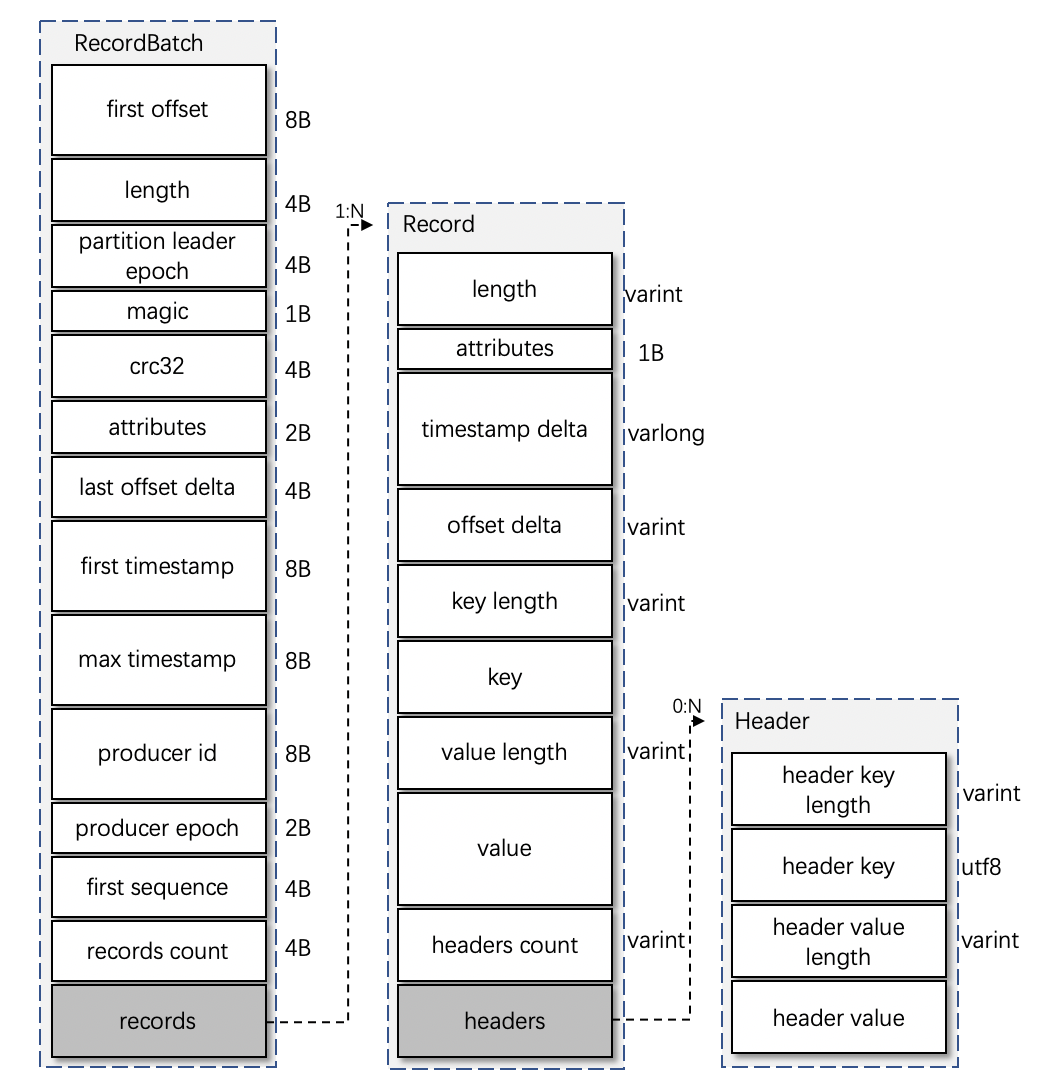 RecordBatch
first offset
8B
length
4B
partition leader
epoch
4B
magic
1B
crc32
4B
attributes
2B
last offset delta
4B
first timestamp
8B
max timestamp
8B
producer id
8B
producer epoch
2B
first sequence
4B
records count
4B
records
1:N
Record
length
varint
attributes
1B
timestamp delta
varlong
offset delta
varint
key length
varint
key
value length
varint
value
headers count
varint
headers
0:N
Header
header key
length
varint
header key
utf8
header value
length
varint
header value